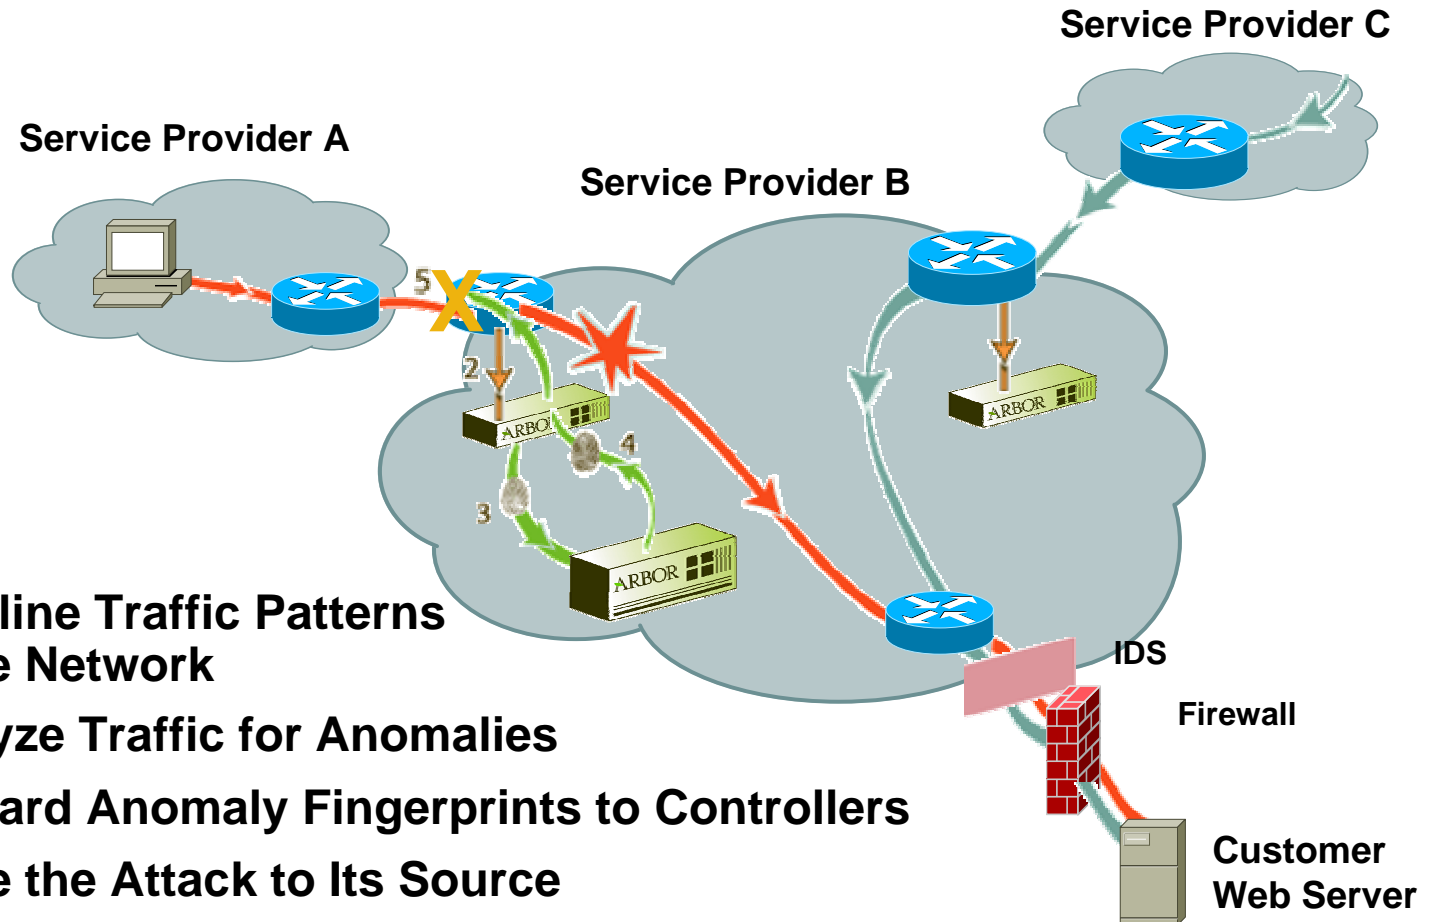 Service Provider C
Service Provider A
Service Provider B
5
2
ARBOR
ARBO
4
3
ARBOR
line Traffic Patterns
e Network
IDS
yze Traffic for Anomalies
Firewall
ard Anomaly Fingerprints to Controllers
e the Attack to Its Source
Customer
Web Server